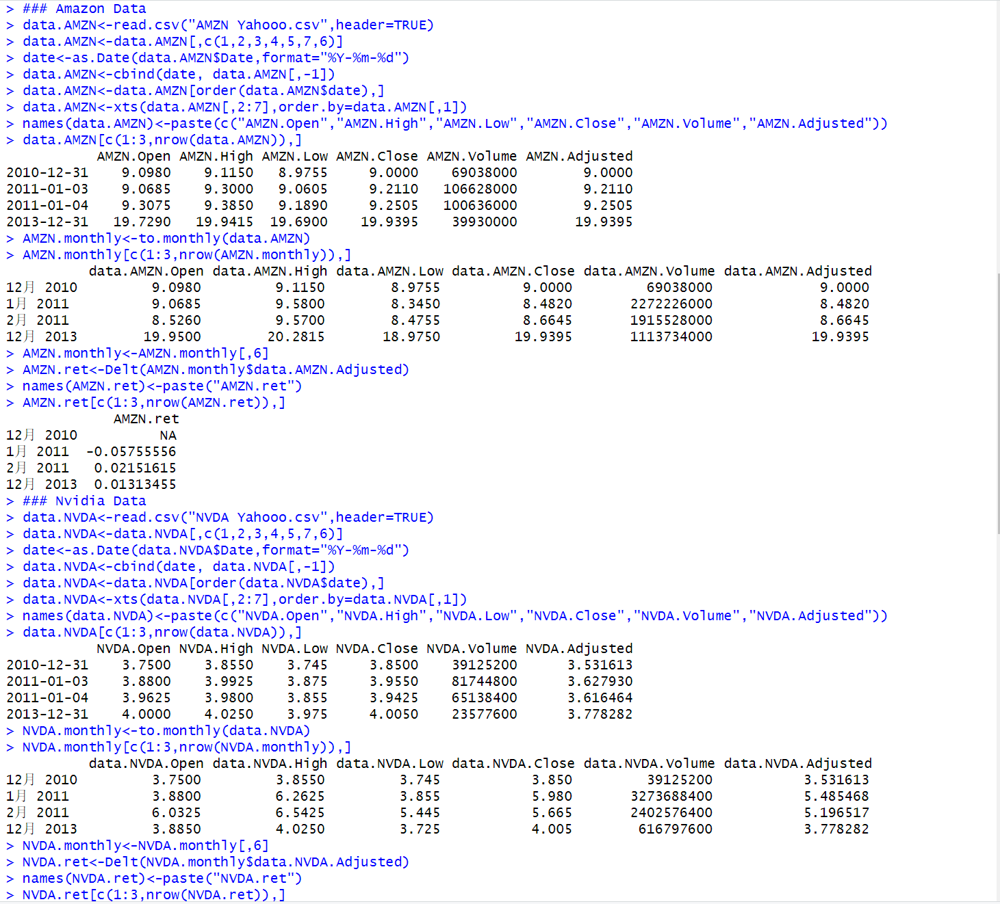 > ### Amazon Data
> data.AMZN<-read.csv("AMZN Yahooo.csv",header=TRUE)
> data.AMZN<-data.AMZN[,c(1,2,3,4,5,7,6)]
> date<-as.Date(data.AMZN$Date,format="%Y-%m-%d")
> data.AMZN<-cbind(date, data.AMZN[,-1])
> data.AMZN<-data.AMZN[order(data.AMZN$date),]
> data.AMZN<-xts(data.AMZN[,2:7],order.by=data.AMZN[,1])
> names(data.AMZN)<-paste(c("AMZN.Open","AMZN.High","AMZN.Low","AMZN.Close","AMZN.Volume","AMZN.Adjusted"))
> data.AMZN[c(1:3,nrow(data.AMZN)),]
AMZN.Open AMZN.High AMZN.Low AMZN.Close AMZN.Volume AMZN.Adjusted
2010-12-31 9.0980 9.1150 8.9755 9.0000 69038000 9.0000
2011-01-03 9.0685 9.3000 9.0605 9.2110 106628000 9.2110
2011-01-04 9.3075 9.3850 9.1890 9.2505 100636000 9.2505
2013-12-31 19.7290 19.9415 19.6900 19.9395 39930000 19.9395
> AMZN.monthly<-to.monthly(data.AMZN)
> AMZN.monthly[c(1:3,nrow(AMZN.monthly)),]
data.AMZN.Open data.AMZN.High data.AMZN.Low data.AMZN.Close data.AMZN.Volume data.AMZN.Adjusted
12月 2010 9.0980 9.1150 8.9755 9.0000 69038000 9.0000
1月 2011 9.0685 9.5800 8.3450 8.4820 2272226000 8.4820
2月 2011 8.5260 9.5700 8.4755 8.6645 1915528000 8.6645
12月 2013 19.9500 20.2815 18.9750 19.9395 1113734000 19.9395
> AMZN.monthly<-AMZN.monthly[,6]
> AMZN.ret<-Delt(AMZN.monthly$data.AMZN.Adjusted)
> names(AMZN.ret)<-paste("AMZN.ret")
> AMZN.ret[c(1:3,nrow(AMZN.ret)),]
AMZN.ret
12月 2010 NA
1月 2011 -0.05755556
2月 2011 0.02151615
12月 2013 0.01313455
> ### Nvidia Data
> data.NVDA<-read.csv("NVDA Yahooo.csv",header=TRUE)
> data.NVDA<-data.NVDA[,c(1,2,3,4,5,7,6)]
> date<-as.Date(data.NVDA$Date,format="%Y-%m-%d")
> data.NVDA<-cbind(date, data.NVDA[,-1])
> data.NVDA<-data.NVDA[order(data.NVDA$date),]
> data.NVDA<-xts(data.NVDA[,2:7],order.by=data.NVDA[,1])
> names(data.NVDA)<-paste(c("NVDA.Open","NVDA.High","NVDA.Low","NVDA.Close","NVDA.Volume","NVDA.Adjusted"))
> data.NVDA[c(1:3,nrow(data.NVDA)),]
NVDA.Open NVDA.High NVDA.Low NVDA.Close NVDA.Volume NVDA.Adjusted
2010-12-31 3.7500 3.8550 3.745 3.8500 39125200 3.531613
2011-01-03 3.8800 3.9925 3.875 3.9550 81744800 3.627930
2011-01-04 3.9625 3.9800 3.855 3.9425 65138400 3.616464
2013-12-31 4.0000 4.0250 3.975 4.0050 23577600 3.778282
> NVDA.monthly<-to.monthly(data.NVDA)
> NVDA.monthly[c(1:3,nrow(NVDA.monthly)),]
data.NVDA.Open data.NVDA.High data.NVDA.Low data.NVDA.Close data.NVDA.Volume data.NVDA.Adjusted
12月 2010 3.7500 3.8550 3.745 3.850 39125200 3.531613
1月 2011 3.8800 6.2625 3.855 5.980 3273688400 5.485468
2月 2011 6.0325 6.5425 5.445 5.665 2402576400 5.196517
12月 2013 3.8850 4.0250 3.725 4.005 616797600 3.778282
> NVDA.monthly<-NVDA.monthly[,6]
> NVDA.ret<-Delt(NVDA.monthly$data.NVDA.Adjusted)
> names(NVDA.ret)<-paste("NVDA.ret")
> NVDA.ret[c(1:3,nrow(NVDA.ret)),]